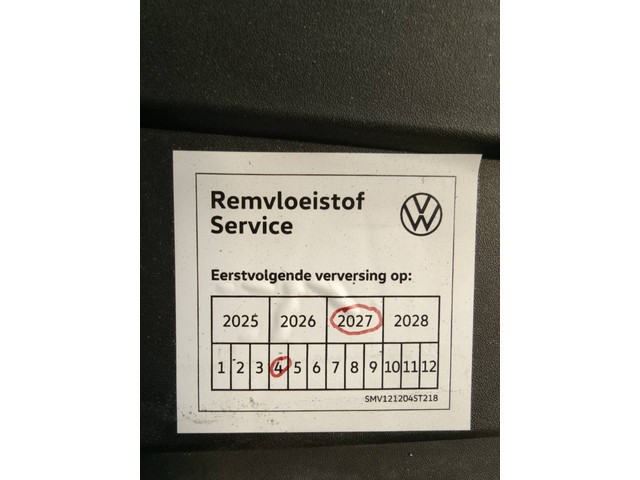 Remvloeistof
Service
Eerstvolgende verversing op:
2025 2026 2027 2028
1 2 3 4 5 6 7 8 9 10 11 12
SMV121204ST218